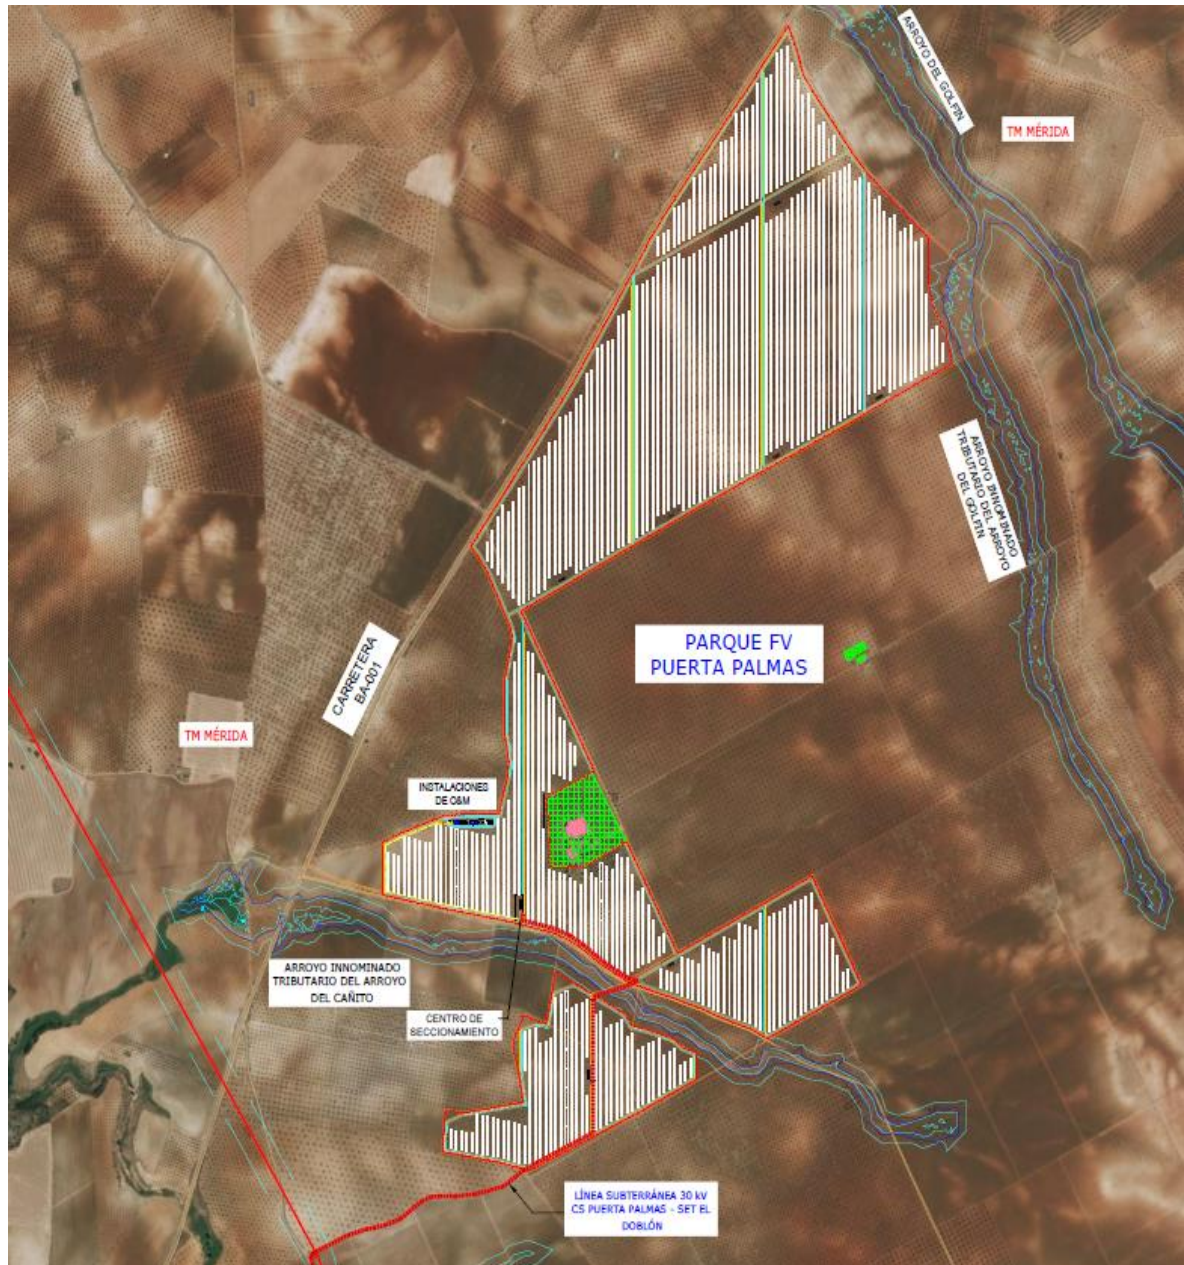 ARROYO DEL GOLFIN
TM MÉRIDA
ARROYO INNOMINADO
TRIBUTARIO DEL ARROYO
DEL GOLFIN
PARQUE FV
PUERTA PALMAS
CARRETERA
BA-001
TM MÉRIDA
INSTALACIONES
DE O&M
ARROYO INNOMINADO
TRIBUTARIO DEL ARROYO
DEL CAÑITO
CENTRO DE
SECCIONAMIENTO
LÍNEA SUBTERRÁNEA 30 kV
CS PUERTA PALMAS - SET EL
DOBLÓN